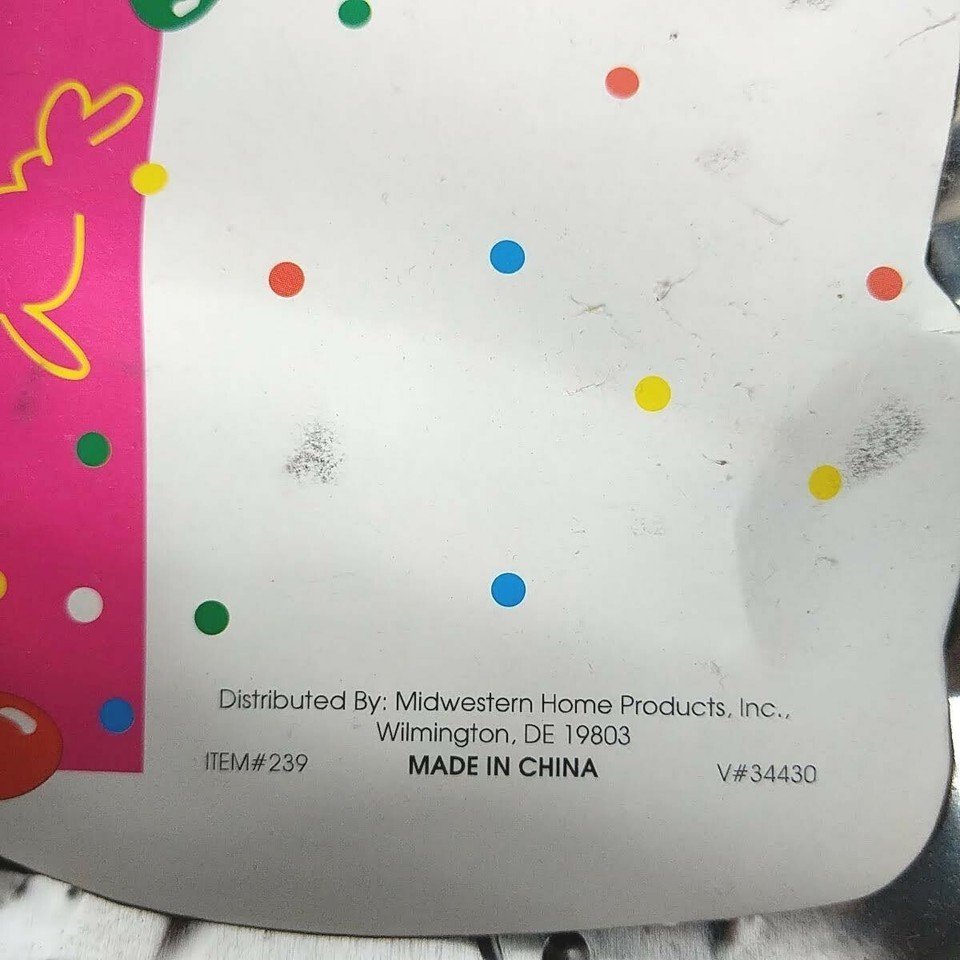 Distributed By: Midwestern Home Products, Inc.,
Wilmington, DE 19803
ITEM#239 MADE IN CHINA V#34430